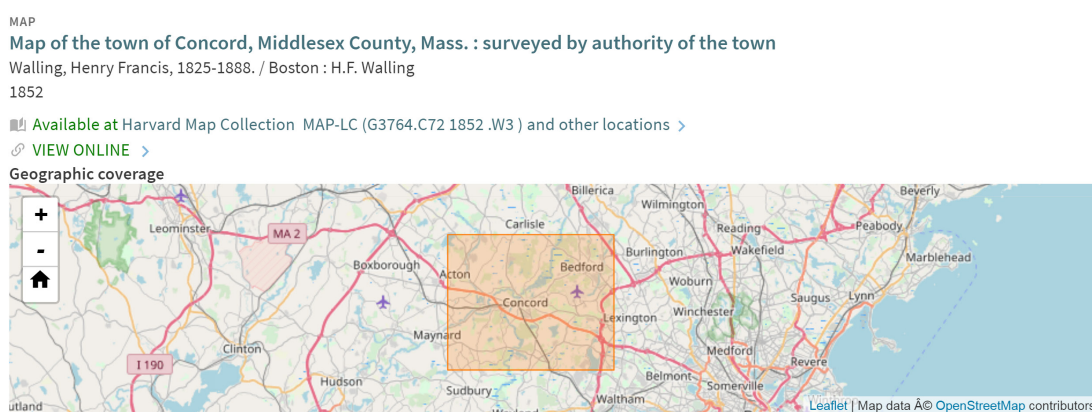 MAP
Map of the town of Concord, Middlesex County, Mass. : surveyed by authority of the town
Walling, Henry Francis, 1825-1888. / Boston : H.F. Walling
1852
Available at Harvard Map Collection MAP-LC (G3764.C72 1852 .W3 ) and other locations
VIEW ONLINE
Geographic coverage
+
-
Billerica
Beverly
Wilmington
Carlisle
Leominster
MA 2
Reading
Peabody
Wakefield
Burlington
Marblehead
Boxborough
Acton
Bedford
Woburn
Saugus
Lynn
Concord
Winchester
Lexington
Maynard
Clinton
Medford
I 190
Revere
Belmont
Hudson
Somerville
Sudbury
Waltham
Leaflet | Map data Â© OpenStreetMap contributors